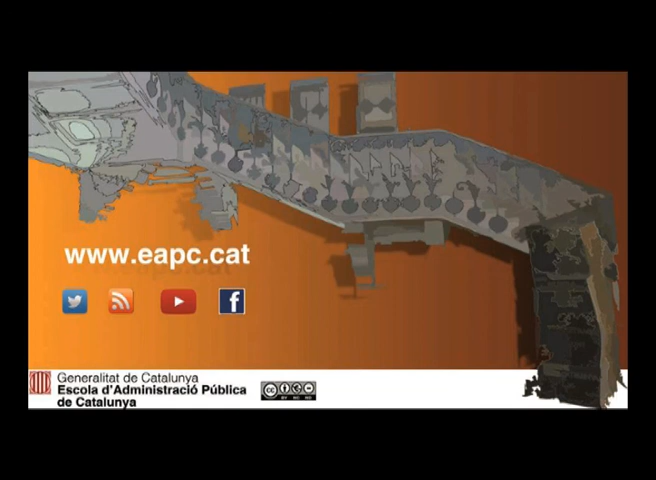 www.eapc.cat
Generalitat de Catalunya
Escola d'Administració Pública
de Catalunya